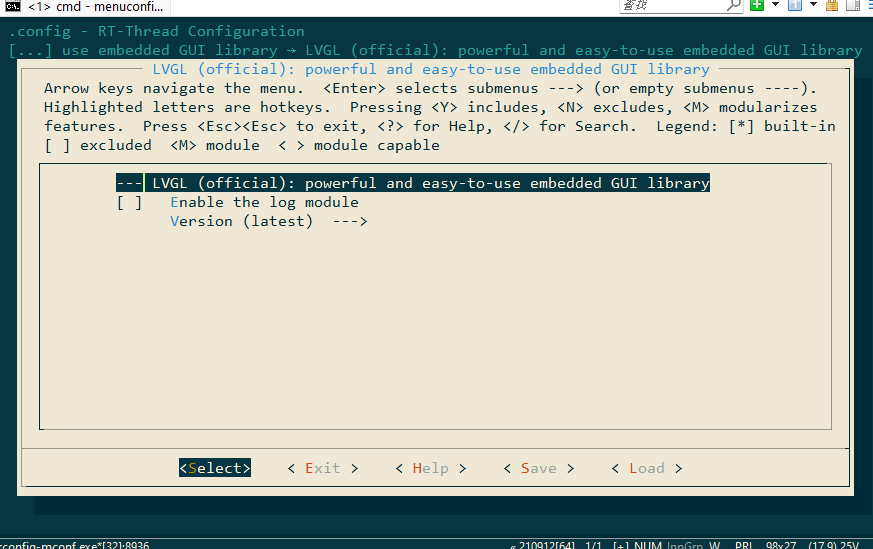 <1> cmd - menuconfi...
查找
.config - RT-Thread Configuration
[...] use embedded GUI library → LVGL (official): powerful and easy-to-use embedded GUI library
LVGL (official): powerful and easy-to-use embedded GUI library
Arrow keys navigate the menu. <Enter> selects submenus ---> (or empty submenus ----).
Highlighted letters are hotkeys. Pressing <Y> includes, <N> excludes, <M> modularizes
features. Press <Esc><Esc> to exit, <?> for Help, </> for Search. Legend: [*] built-in
[ ] excluded <M> module < > module capable
--- LVGL (official): powerful and easy-to-use embedded GUI library
[ ] Enable the log module
Version (latest) --->
<Select> < Exit > < Help > < Save > < Load >
config-mconf.exe*[32]:8936 « 210912[64] 1/1 [+] NUM InpGrp W PRI 98x27 (17,9) 25V